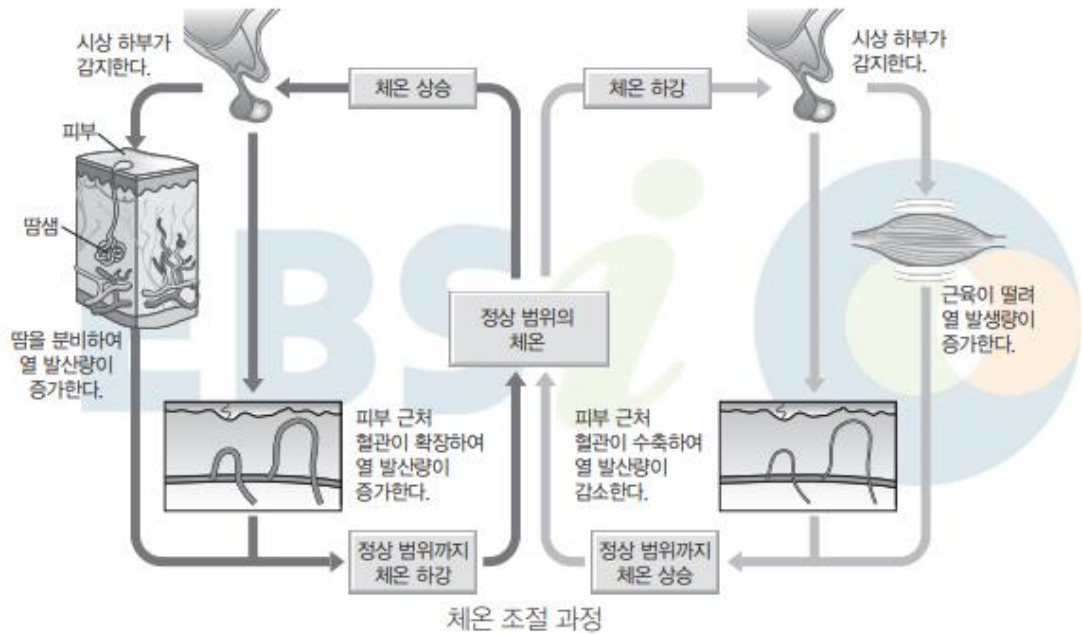 시상 하부가
감지한다.
체온 상승
체온 하강
시상 하부가
감지한다.
피부
땀샘
땀을 분비하여
열 발산량이
증가한다.
정상 범위의
체온
근육이 떨려
열 발생량이
증가한다.
피부 근처
혈관이 확장하여
열 발산량이
증가한다.
피부 근처
혈관이 수축하여
열 발산량이
감소한다.
정상 범위까지
체온 하강
정상 범위까지
체온 상승
체온 조절 과정
EBSi